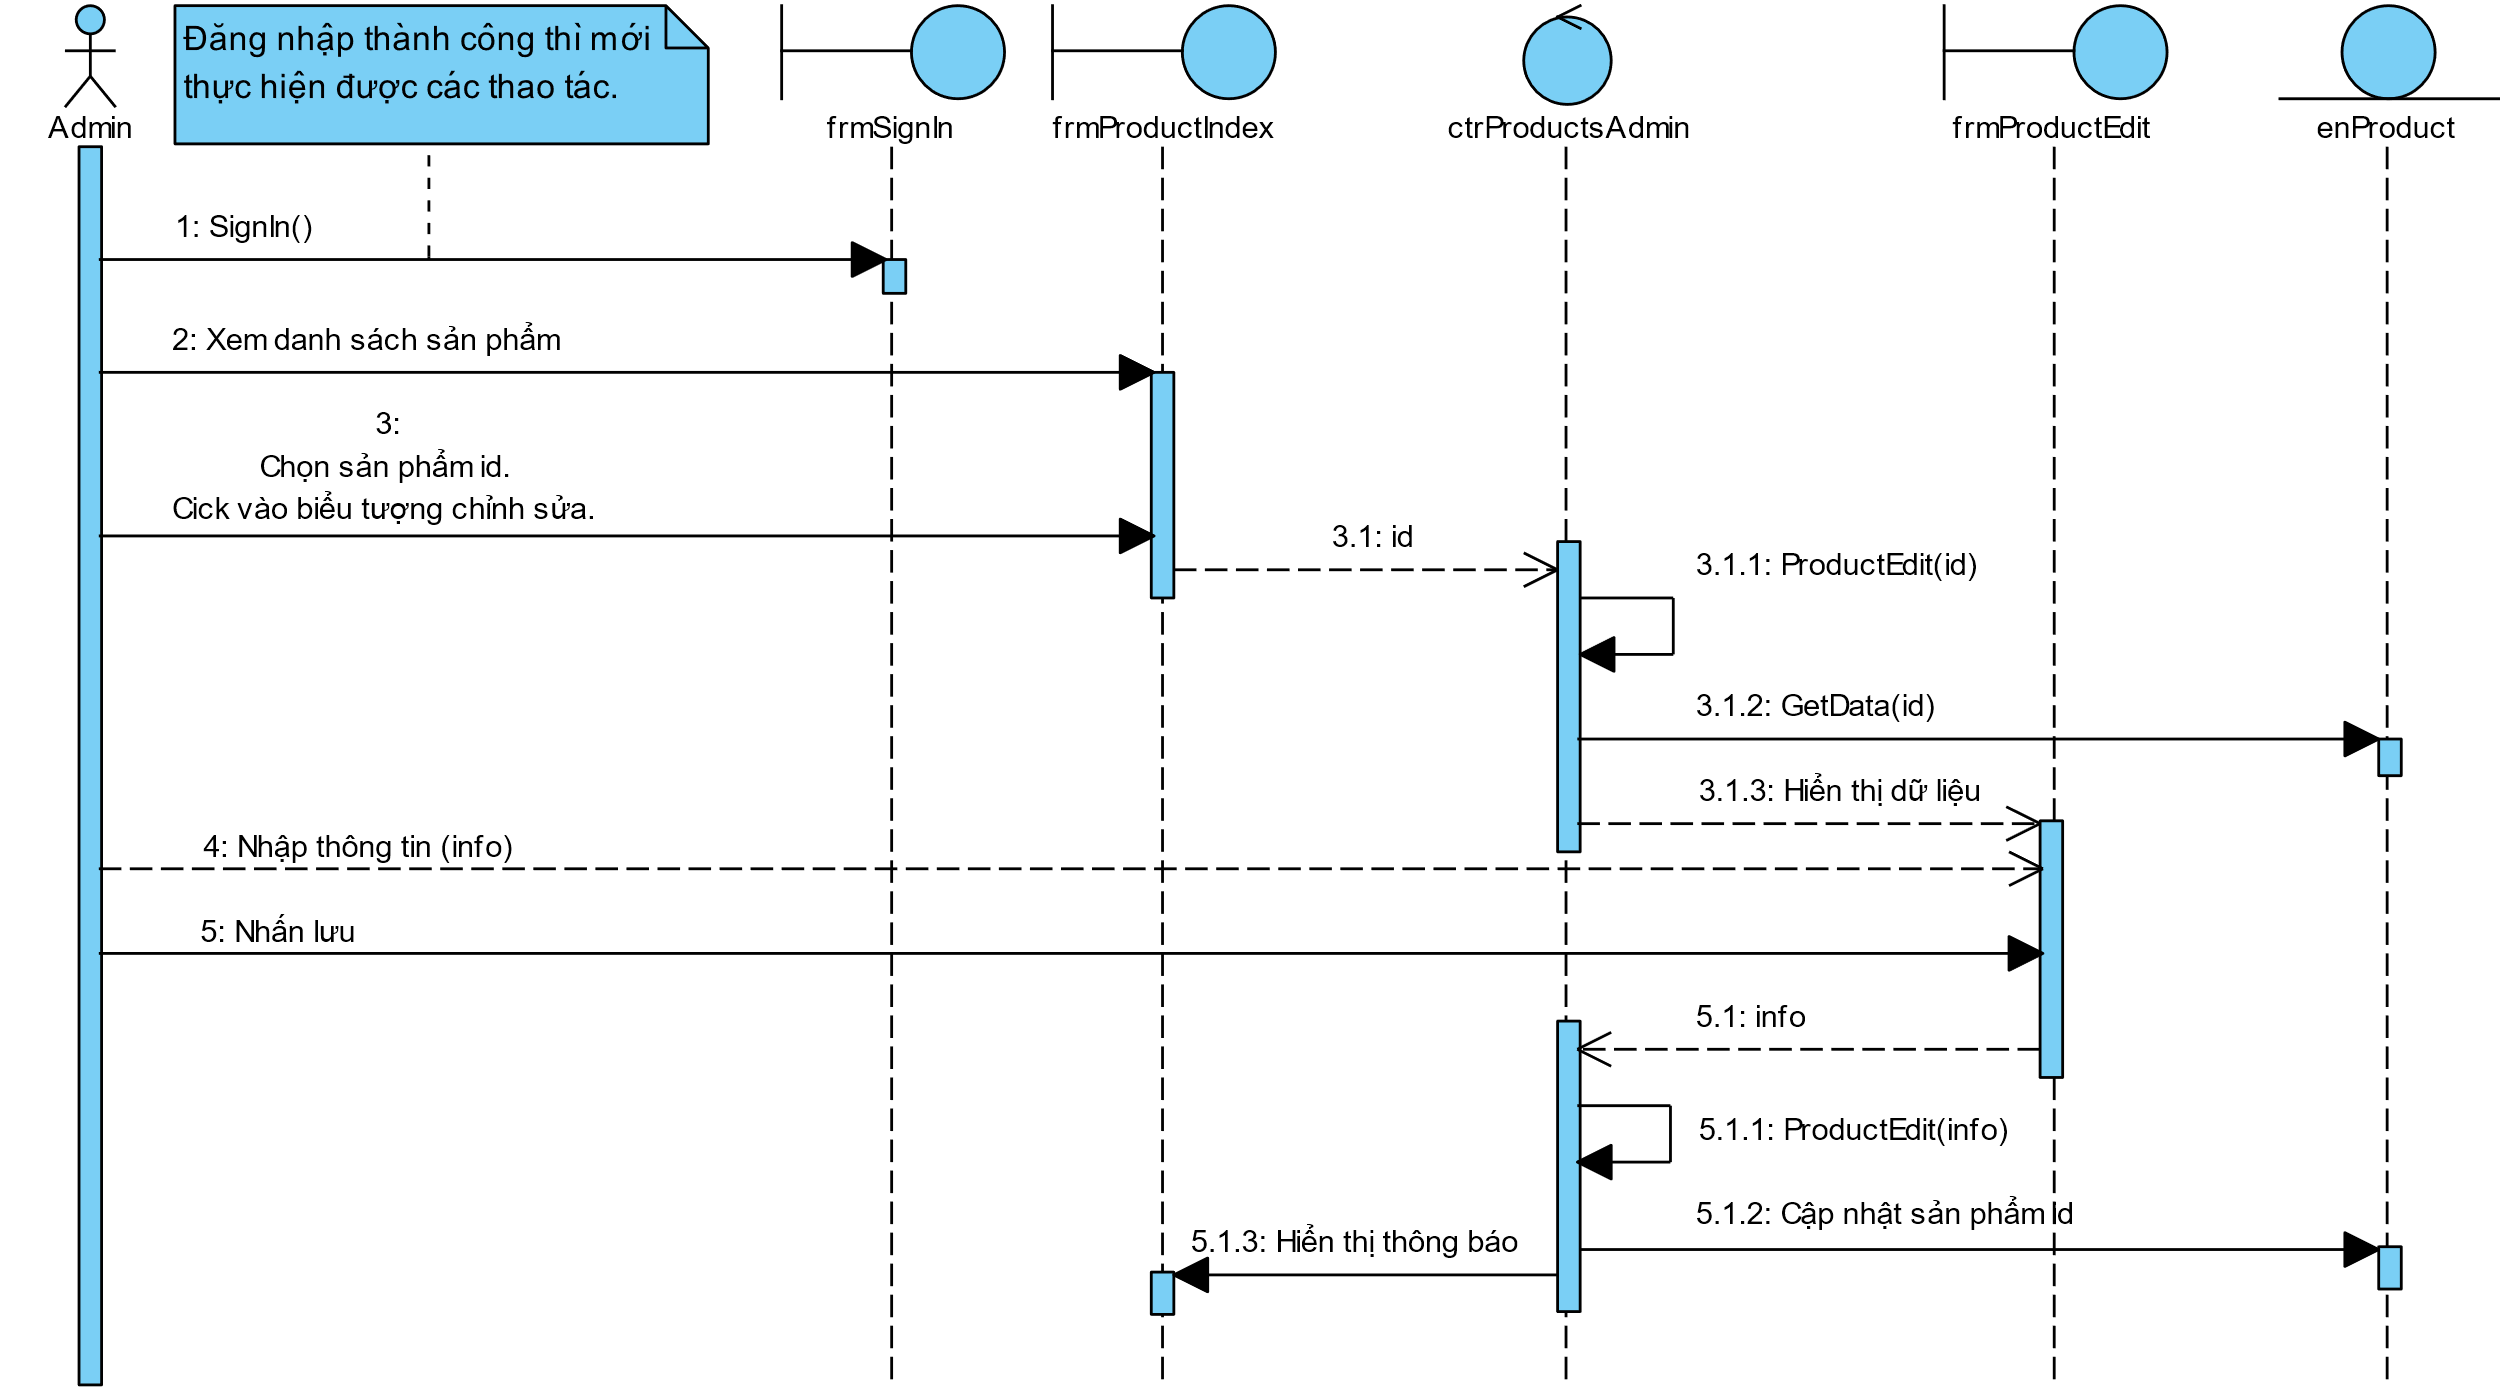 Đăng nhập thành công thì mới
thực hiện được các thao tác.
Admin
frmSignIn
frmProductIndex
ctrProductsAdmin
frmProductEdit
enProduct
1: SignIn()
2: Xem danh sách sản phẩm
3:
Chọn sản phẩm id.
Cick vào biểu tượng chỉnh sửa.
3.1: id
3.1.1: ProductEdit(id)
3.1.2: GetData(id)
3.1.3: Hiển thị dữ liệu
4: Nhập thông tin (info)
5: Nhấn lưu
5.1: info
5.1.1: ProductEdit(info)
5.1.2: Cập nhật sản phẩm id
5.1.3: Hiển thị thông báo